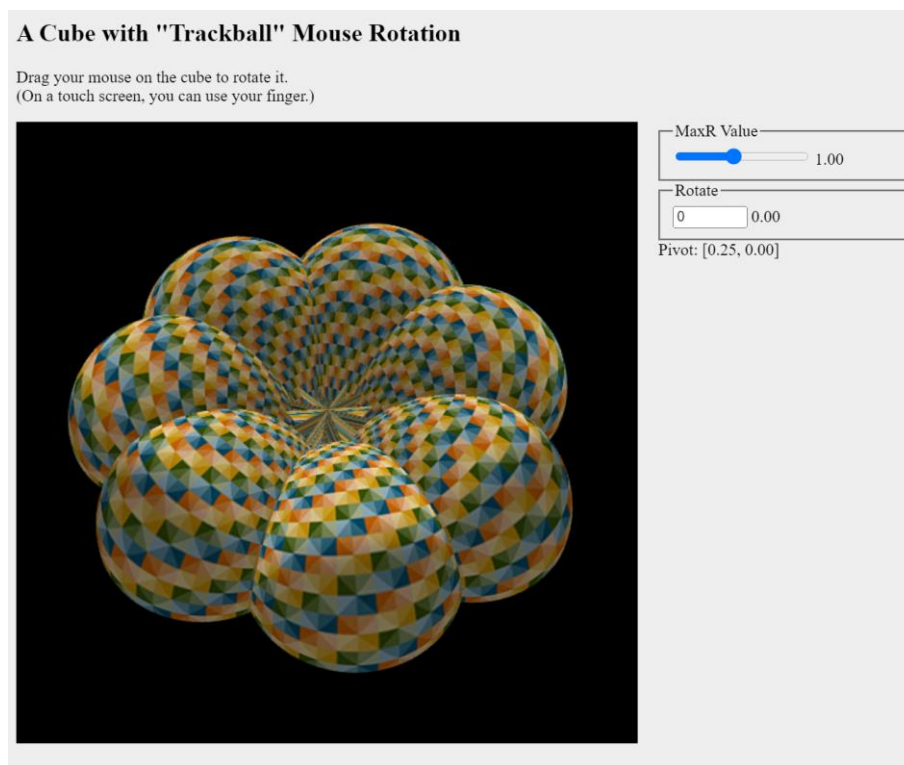 A Cube with "Trackball" Mouse Rotation
Drag your mouse on the cube to rotate it.
(On a touch screen, you can use your finger.)
MaxR Value
1.00
Rotate
0 0.00
Pivot: [0.25, 0.00]